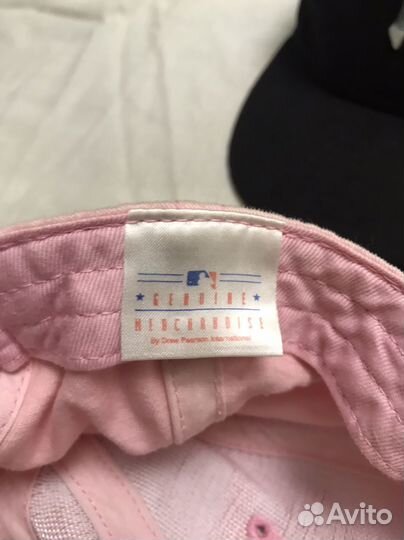 GENUINE
MERCHANDISE
By Drew Pearson International
Avito